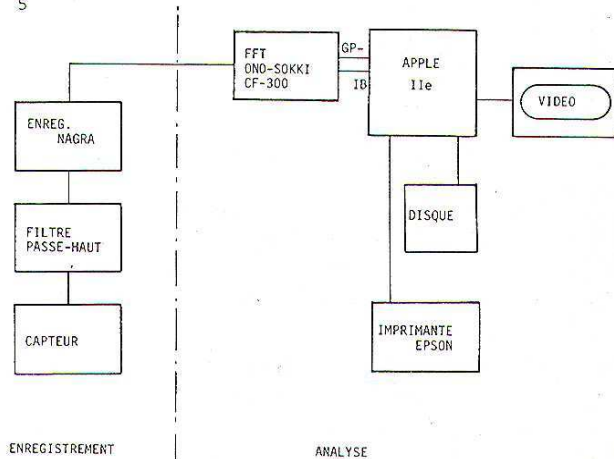 5
FFT
ONO-SOKKI
CF-300
GP-
IB
APPLE
IIe
VIDEO
ENREG.
NAGRA
FILTRE
PASSE-HAUT
CAPTEUR
DISQUE
IMPRIMANTE
EPSON
ENREGISTREMENT
ANALYSE